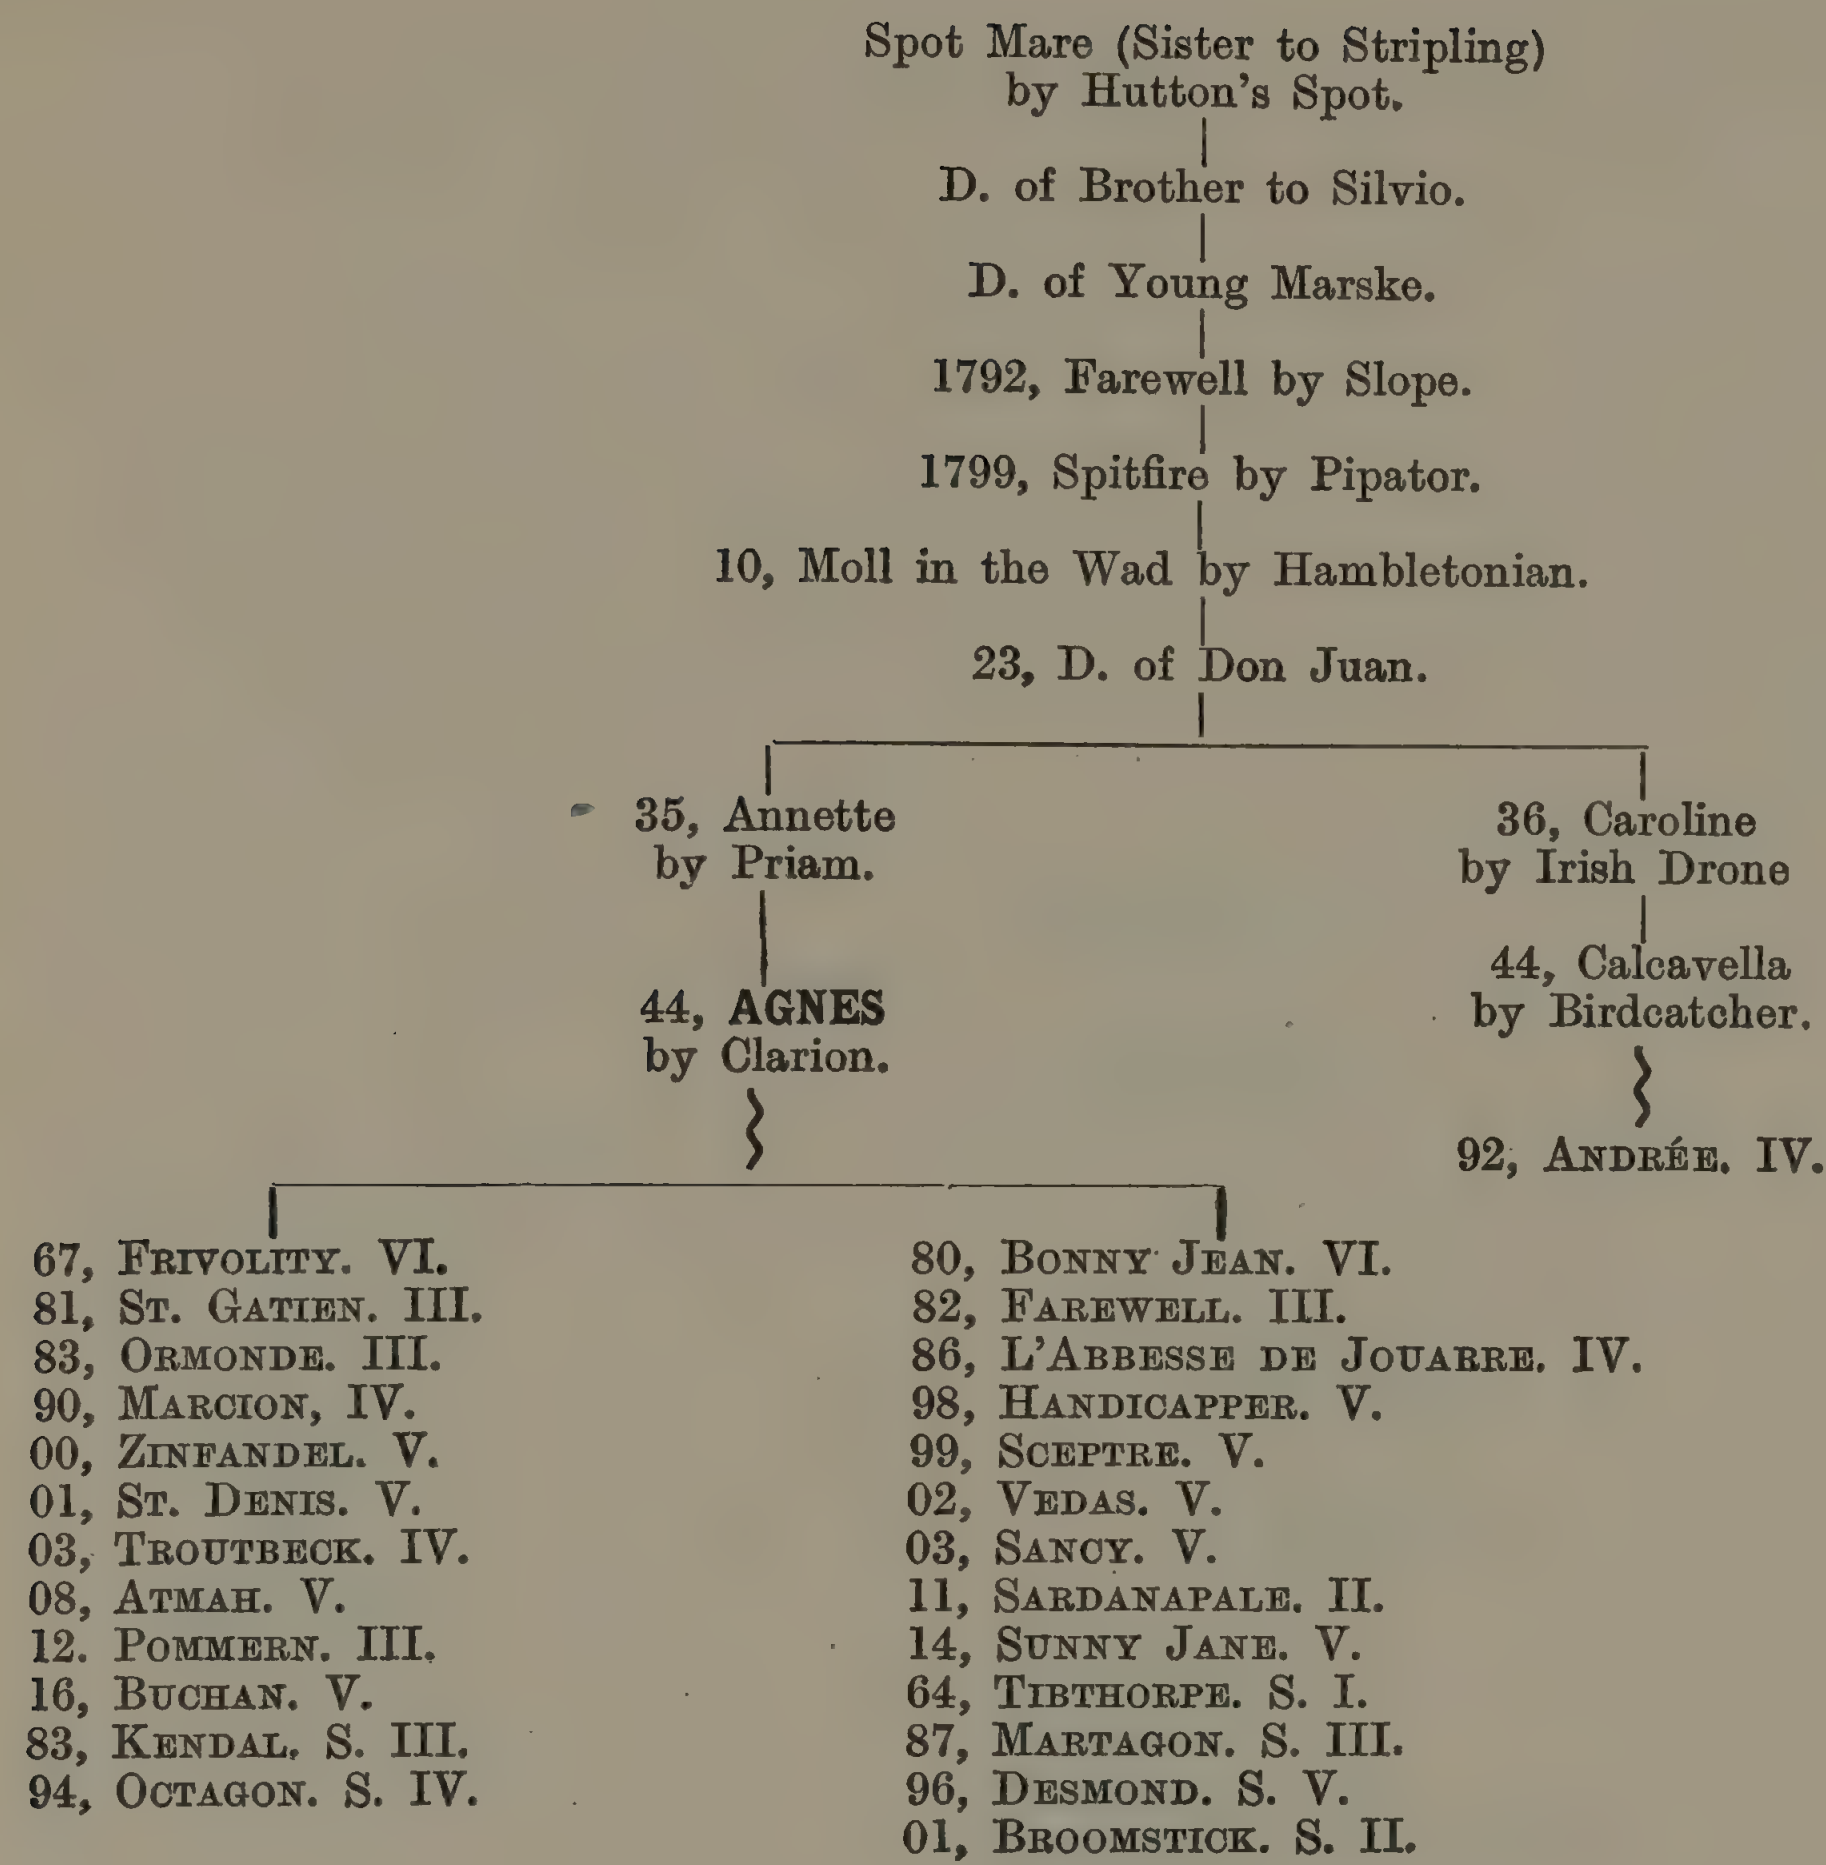 Spot Mare (Sister to Stripling)
by Hutton's Spot.
D. of Brother to Silvio.
D. of Young Marske.
1792, Farewell by Slope.
1799, Spitfire by Pipator.
10, Moll in the Wad by Hambletonian.
23, D. of Don Juan.
35, Annette
by Priam.
44, AGNES
by Clarion.
36, Caroline
by Irish Drone
44, Calcavella
by Birdcatcher.
92, ANDRÉE. IV.
67, FRIVOLITY. VI.
81, ST. GATIEN. III.
83, ORMONDE. III.
90, MARCION, IV.
00, ZINFANDEL. V.
01, ST. DENIS. V.
03, TROUTBECK. IV.
08, ATMAH. V.
12. POMMERN. III.
16, BUCHAN. V.
83, KENDAL. S. III.
94, OCTAGON. S. IV.
80, BONNY JEAN. VI.
82, FAREWELL. III.
86, L'ABBESSE DE JOUARRE. IV.
98, HANDICAPPER. V.
99, SCEPTRE. V.
02, VEDAS. V.
03, SANCY. V.
11, SARDANAPALE. II.
14, SUNNY JANE. V.
64, TIBTHORPE. S. I.
87, MARTAGON. S. III.
96, DESMOND. S. V.
01, BROOMSTICK. S. II.